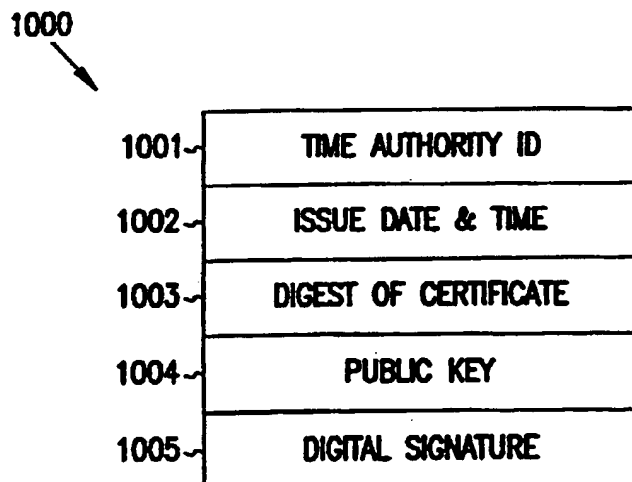 1000
1001 TIME AUTHORITY ID
1002 ISSUE DATE & TIME
1003 DIGEST OF CERTIFICATE
1004 PUBLIC KEY
1005 DIGITAL SIGNATURE